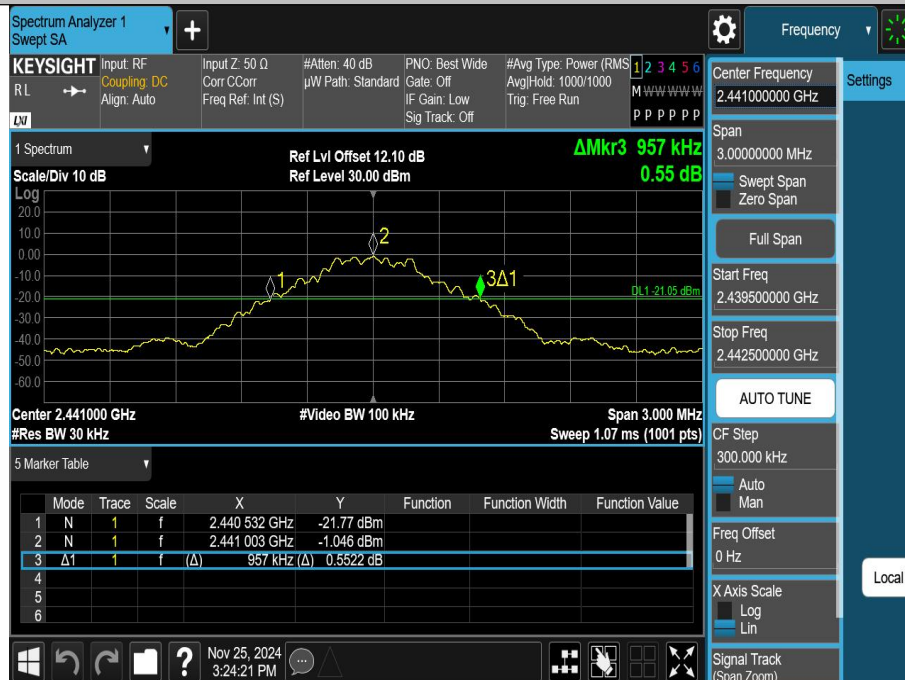 Spectrum Analyzer 1
Swept SA
+
Frequency
KEYSIGHT
RL
LXI
Input: RF
Coupling: DC
Align: Auto
Input Z: 50 Ω
Corr CCorr
Freq Ref: Int (S)
#Atten: 40 dB
µW Path: Standard
PNO: Best Wide
Gate: Off
IF Gain: Low
Sig Track: Off
#Avg Type: Power (RMS
Avg|Hold: 1000/1000
Trig: Free Run
1 2 3 4 5 6
M W W W W W
P P P P P P
1 Spectrum
Scale/Div 10 dB
Ref Lvl Offset 12.10 dB
Ref Level 30.00 dBm
ΔMkr3 957 kHz
0.55 dB
Log
20.0
10.0
0.00
-10.0
-20.0
-30.0
-40.0
-50.0
-60.0
1
2
3Δ1
DL1 -21.05 dBm
Center 2.441000 GHz
#Video BW 100 kHz
Span 3.000 MHz
#Res BW 30 kHz
Sweep 1.07 ms (1001 pts)
5 Marker Table
Mode Trace Scale X Y Function Function Width Function Value
1 N 1 f 2.440 532 GHz -21.77 dBm
2 N 1 f 2.441 003 GHz -1.046 dBm
3 Δ1 1 f (Δ) 957 kHz (Δ) 0.5522 dB
4
5
6
?
Nov 25, 2024
3:24:21 PM
Center Frequency
2.441000000 GHz
Span
3.00000000 MHz
Swept Span
Zero Span
Full Span
Start Freq
2.439500000 GHz
Stop Freq
2.442500000 GHz
AUTO TUNE
CF Step
300.000 kHz
Auto
Man
Freq Offset
0 Hz
X Axis Scale
Log
Lin
Signal Track
(Span Zoom)
Settings
Local